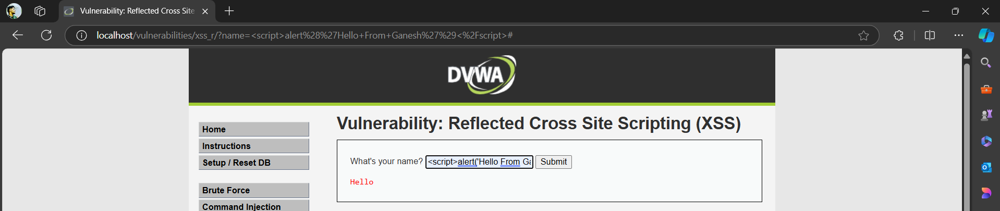 Vulnerability: Reflected Cross Site
localhost/vulnerabilities/xss_r/?name=<script>alert%28%27Hello+From+Ganesh%27%29<%2Fscript>#
DVWA
Vulnerability: Reflected Cross Site Scripting (XSS)
Home
Instructions
Setup / Reset DB
Brute Force
Command Injection
What's your name? <script>alert('Hello From Ga Submit
Hello